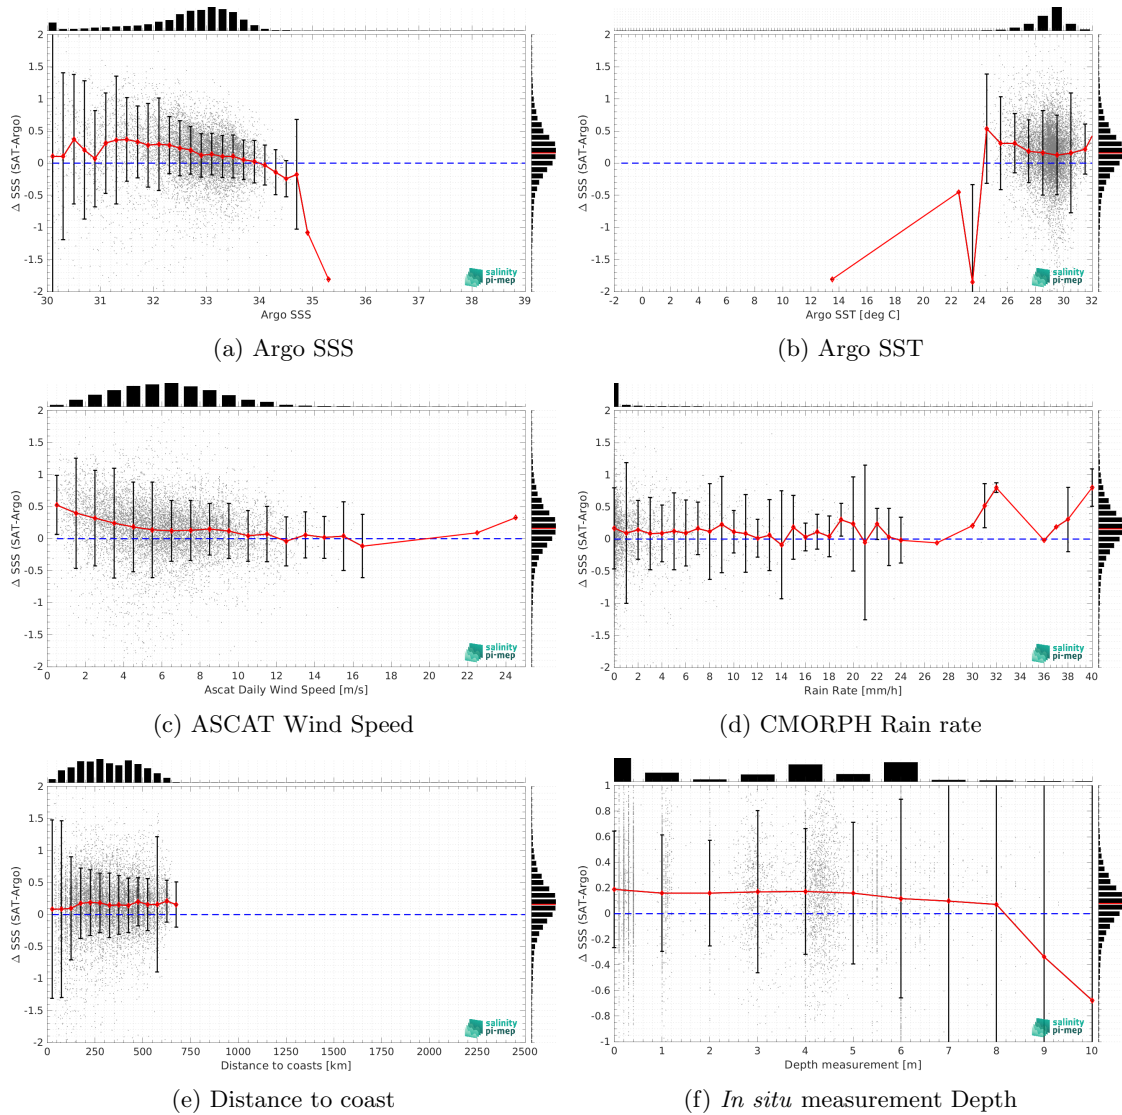 2
1.5
1
0.5
0
-0.5
-1
-1.5
-2
Δ SSS (SAT-Argo)
30 31 32 33 34 35 36 37 38 39
Argo SSS
salinity
pi-mep
(a) Argo SSS
2
1.5
1
0.5
0
-0.5
-1
-1.5
-2
Δ SSS (SAT-Argo)
-2 0 2 4 6 8 10 12 14 16 18 20 22 24 26 28 30 32
Argo SST [deg C]
salinity
pi-mep
(b) Argo SST
2
1.5
1
0.5
0
-0.5
-1
-1.5
-2
Δ SSS (SAT-Argo)
0 2 4 6 8 10 12 14 16 18 20 22 24
Ascat Daily Wind Speed [m/s]
salinity
pi-mep
(c) ASCAT Wind Speed
2
1.5
1
0.5
0
-0.5
-1
-1.5
-2
Δ SSS (SAT-Argo)
0 2 4 6 8 10 12 14 16 18 20 22 24 26 28 30 32 34 36 38 40
Rain Rate [mm/h]
salinity
pi-mep
(d) CMORPH Rain rate
2
1.5
1
0.5
0
-0.5
-1
-1.5
-2
Δ SSS (SAT-Argo)
0 250 500 750 1000 1250 1500 1750 2000 2250 2500
Distance to coasts [km]
salinity
pi-mep
(e) Distance to coast
1
0.8
0.6
0.4
0.2
0
-0.2
-0.4
-0.6
-0.8
-1
Δ SSS (SAT-Argo)
0 1 2 3 4 5 6 7 8 9 10
Depth measurement [m]
salinity
pi-mep
(f) In situ measurement Depth